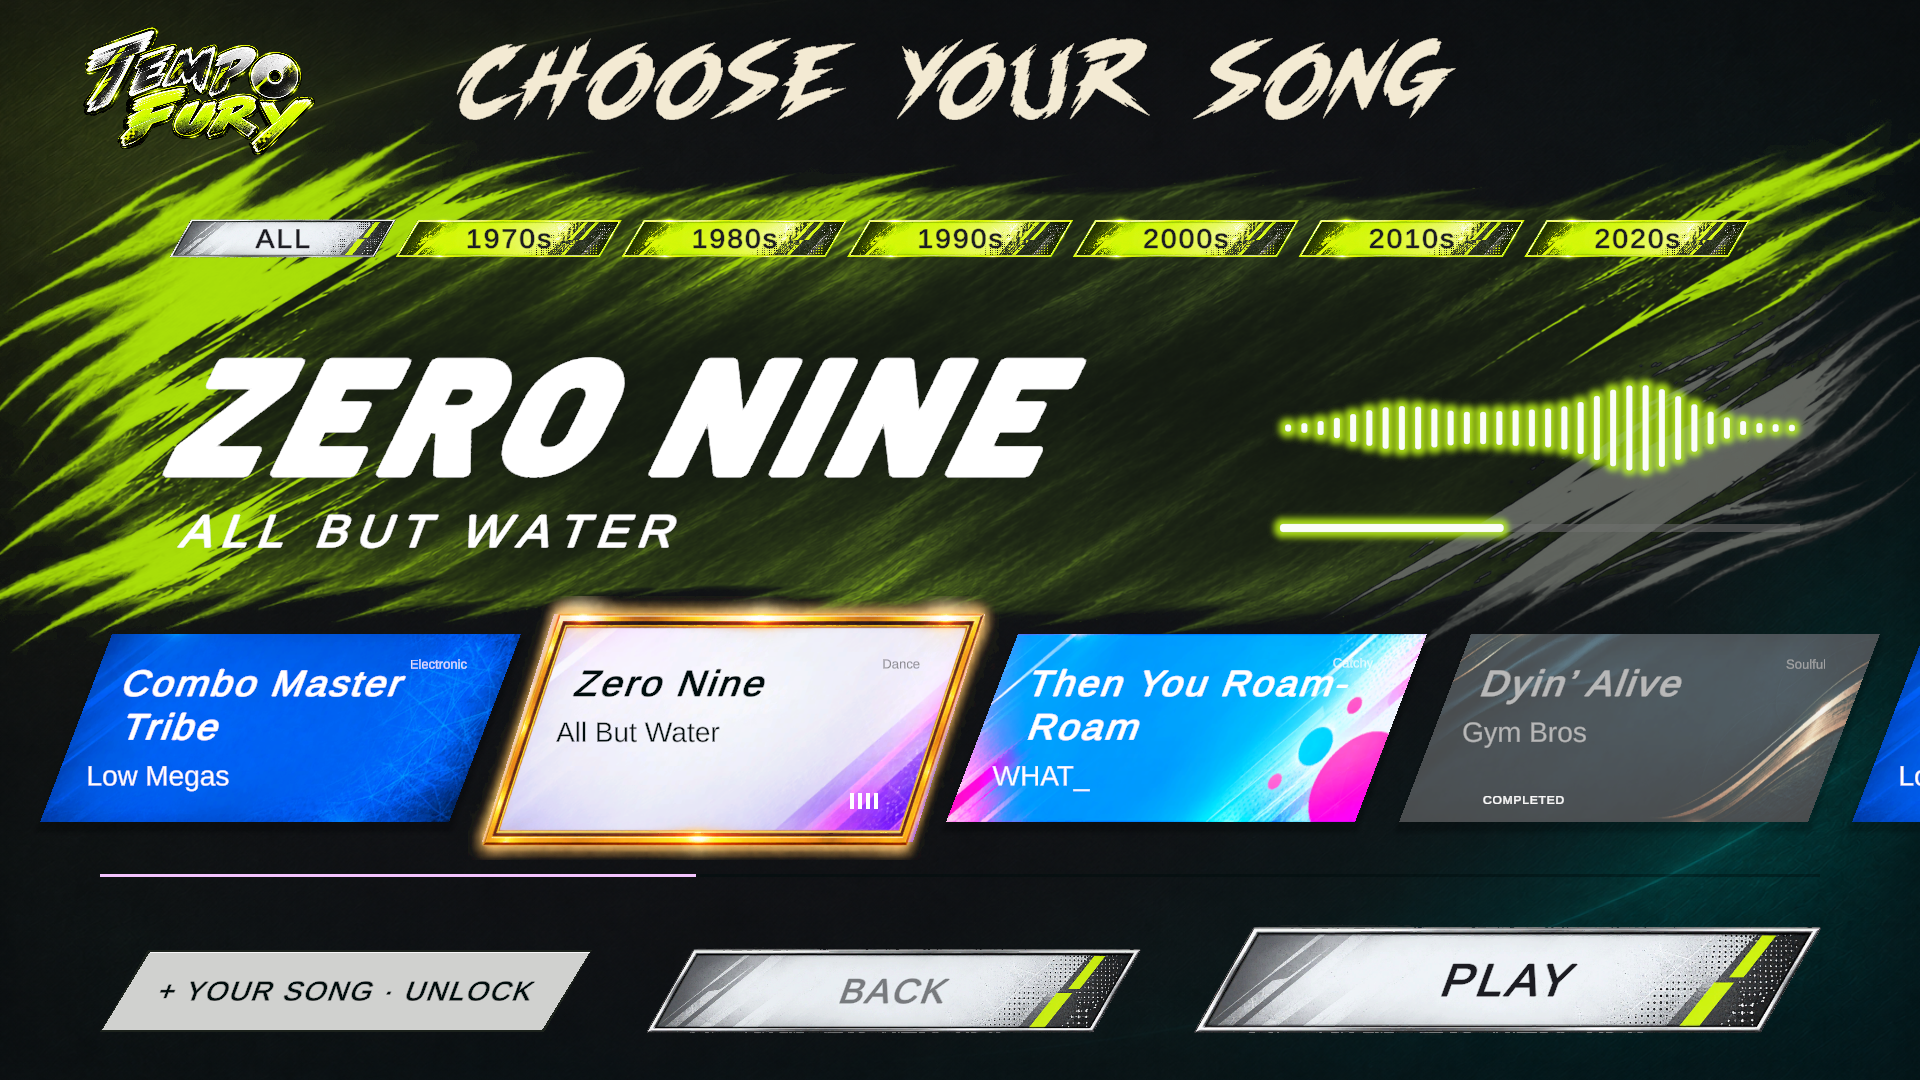 TEMPO
FURY
CHOOSE YOUR SONG
ALL
1970s
1980s
1990s
2000s
2010s
2020s
ZERO NINE
ALL BUT WATER
Combo Master
Tribe
Electronic
Low Megas
Zero Nine
Dance
All But Water
Then You Roam-
Roam
Catchy
WHAT_
Dyin’ Alive
Soulful
Gym Bros
COMPLETED
Lo
+ YOUR SONG · UNLOCK
BACK
PLAY